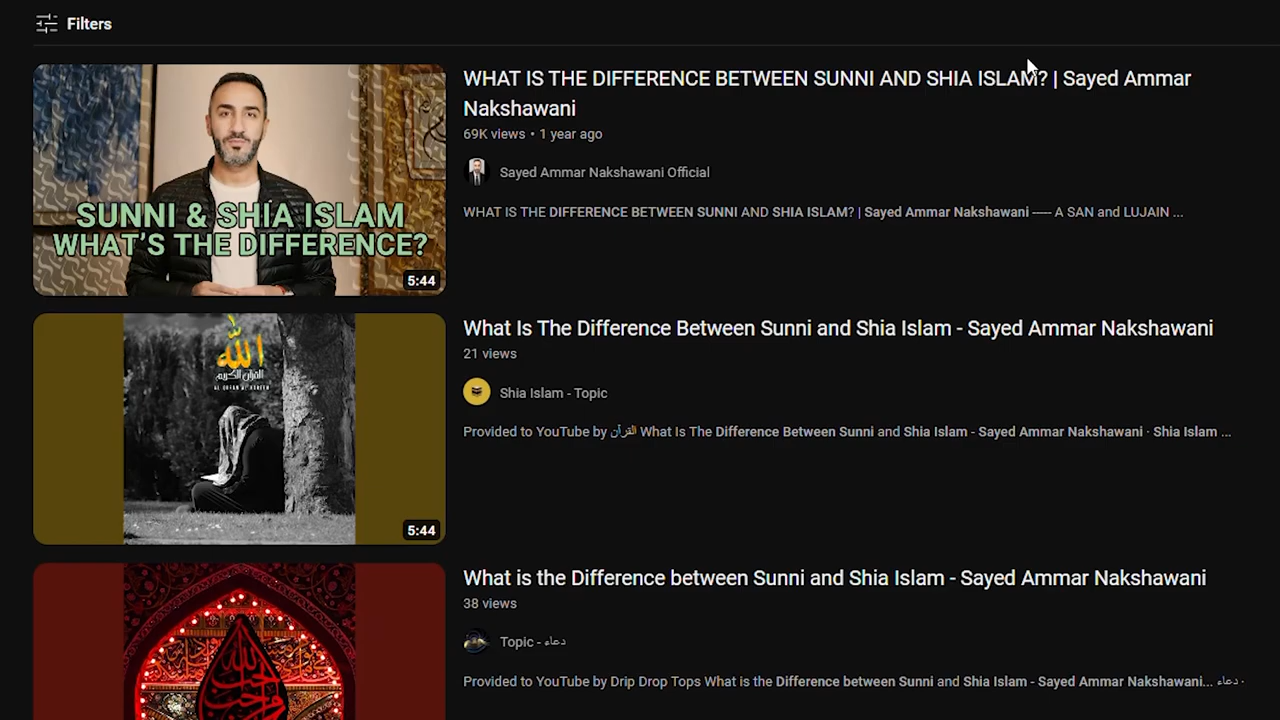 Filters
WHAT IS THE DIFFERENCE BETWEEN SUNNI AND SHIA ISLAM? | Sayed Ammar
Nakshawani
69K views • 1 year ago
Sayed Ammar Nakshawani Official
WHAT IS THE DIFFERENCE BETWEEN SUNNI AND SHIA ISLAM? | Sayed Ammar Nakshawani ----- A SAN and LUJAIN ...
SUNNI & SHIA ISLAM
WHAT'S THE DIFFERENCE?
5:44
What Is The Difference Between Sunni and Shia Islam - Sayed Ammar Nakshawani
21 views
Shia Islam - Topic
Provided to YouTube by القرآن What Is The Difference Between Sunni and Shia Islam - Sayed Ammar Nakshawani · Shia Islam ...
الله
القرآن الكريم
5:44
What is the Difference between Sunni and Shia Islam - Sayed Ammar Nakshawani
38 views
Topic - دعاء
Provided to YouTube by Drip Drop Tops What is the Difference between Sunni and Shia Islam - Sayed Ammar Nakshawani... دعاء ·